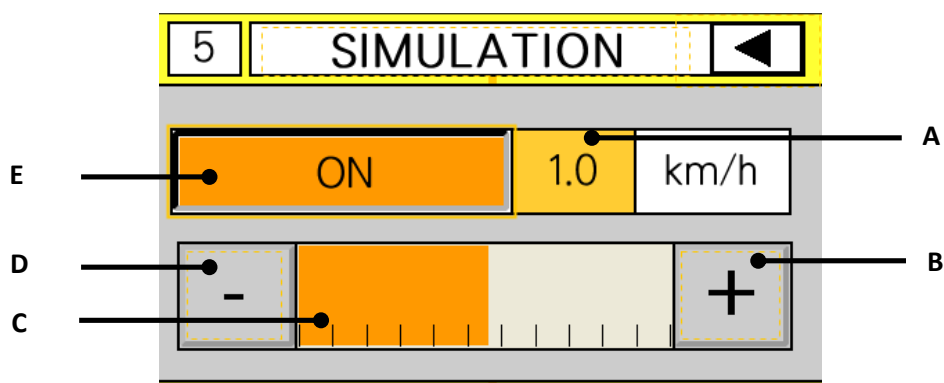 5 SIMULATION
A
E ON 1.0 km/h
D - + B
C